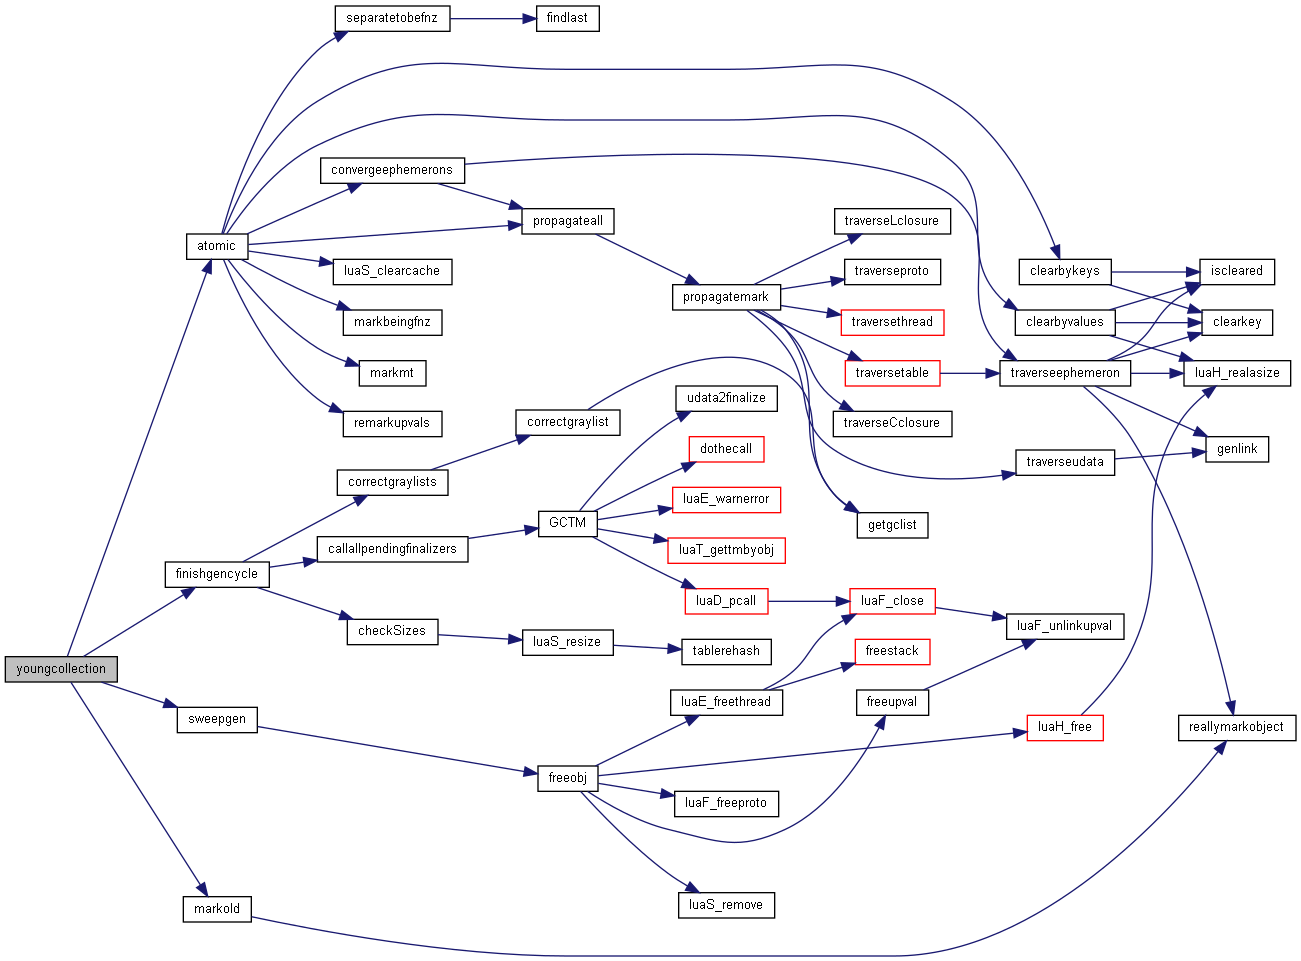 separatetobefnz
findlast
convergeephemerons
propagateall
traverseLclosure
atomic
luaS_clearcache
traverseproto
clearbykeys
iscleared
propagatemark
markbeingfnz
traversethread
clearbyvalues
clearkey
markmt
traversetable
traverseephemeron
luaH_realasize
udata2finalize
remarkupvals
correctgraylist
traverseCclosure
dothecall
genlink
traverseudata
correctgraylists
luaE_warnerror
GCTM
getgclist
callallpendingfinalizers
luaT_gettmbyobj
finishgencycle
luaD_pcall
luaF_close
checkSizes
luaF_unlinkupval
luaS_resize
tablerehash
freestack
youngcollection
luaE_freethread
freeupval
sweepgen
luaH_free
reallymarkobject
freeobj
luaF_freeproto
luaS_remove
markold